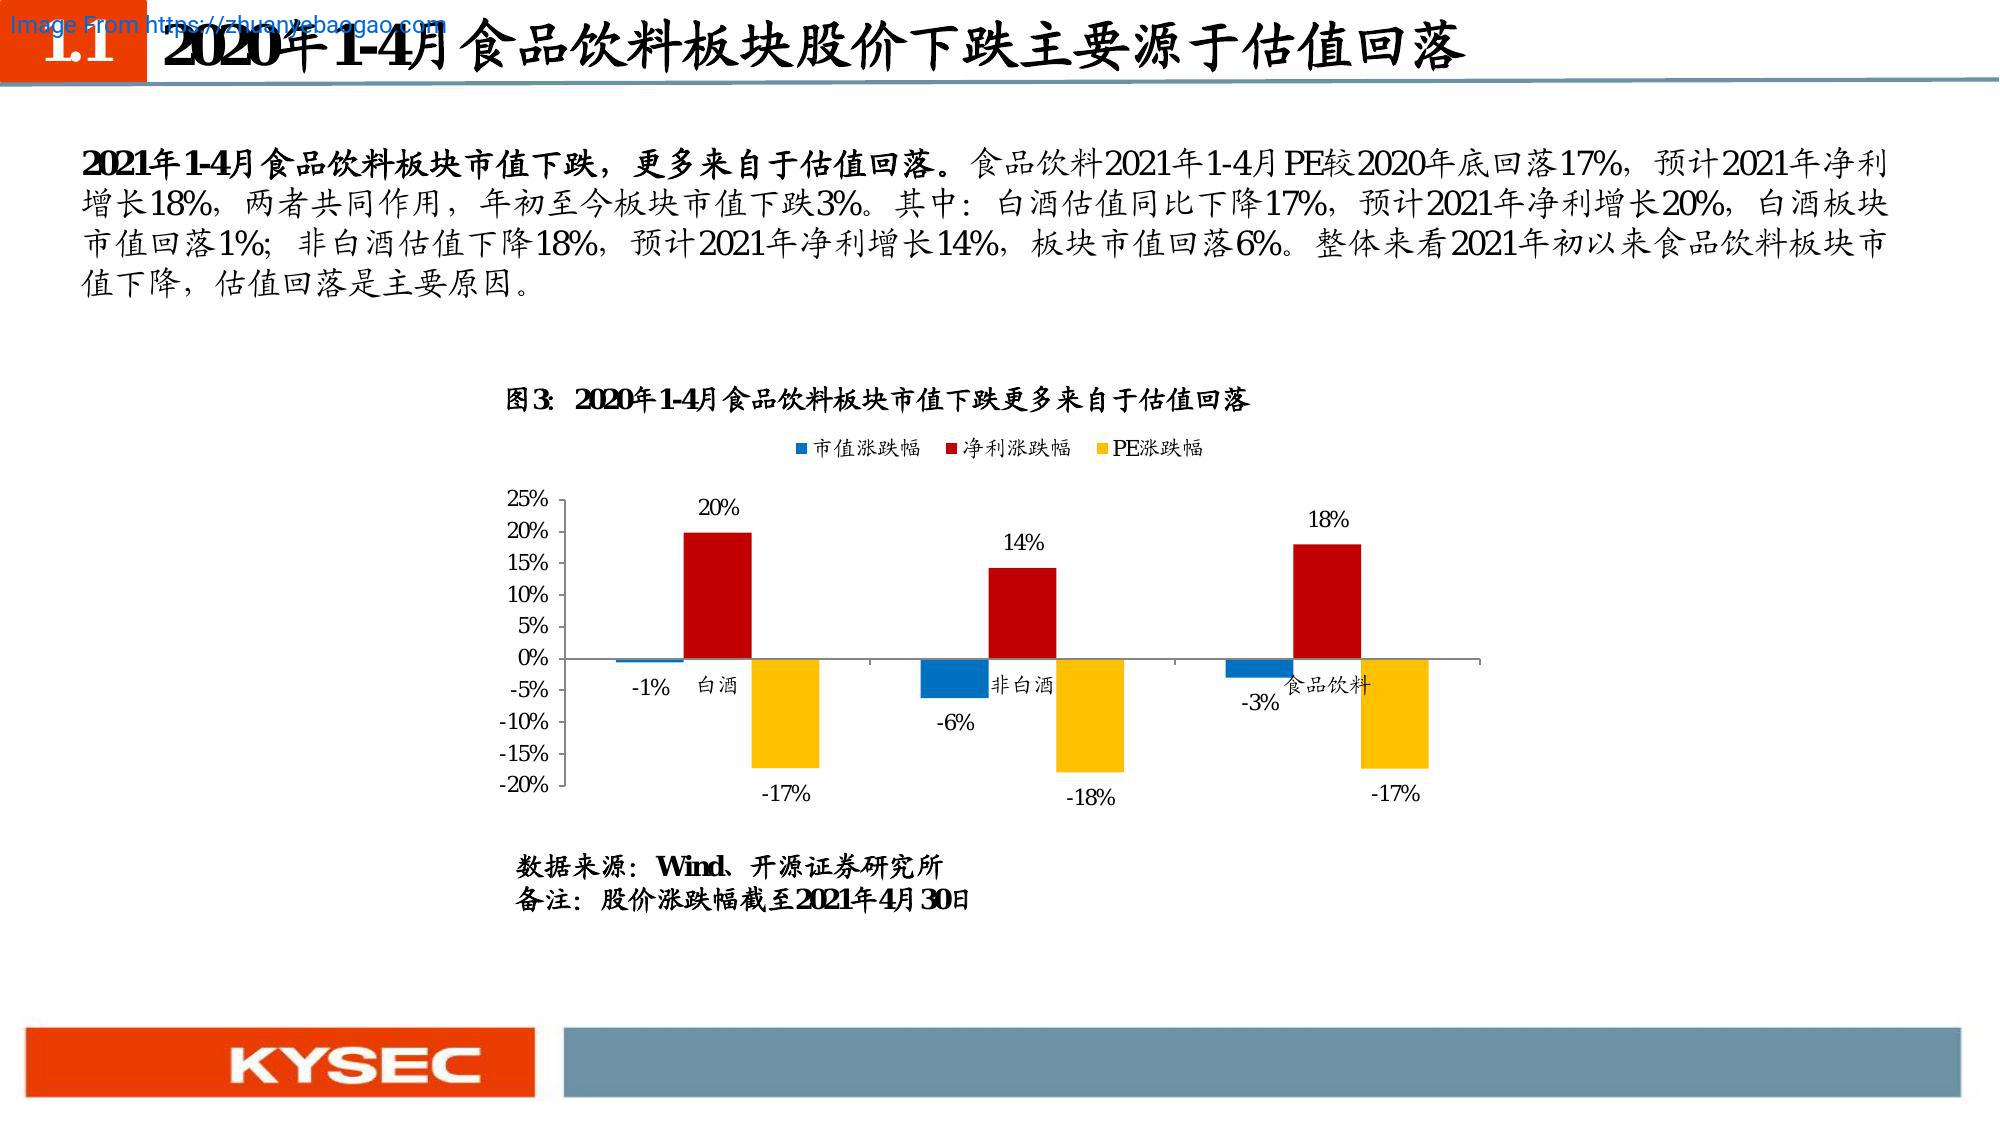 Image From https://zhuanyebaogao.com
1.1 2020年1-4月食品饮料板块股价下跌主要源于估值回落
2021年1-4月食品饮料板块市值下跌，更多来自于估值回落。食品饮料2021年1-4月PE较2020年底回落17%，预计2021年净利
增长18%，两者共同作用，年初至今板块市值下跌3%。其中：白酒估值同比下降17%，预计2021年净利增长20%，白酒板块
市值回落1%；非白酒估值下降18%，预计2021年净利增长14%，板块市值回落6%。整体来看2021年初以来食品饮料板块市
值下降，估值回落是主要原因。
图3：2020年1-4月食品饮料板块市值下跌更多来自于估值回落
市值涨跌幅 净利涨跌幅 PE涨跌幅
25%
20%
15%
10%
5%
0%
-5%
-10%
-15%
-20%
20%
14%
18%
-1% 白酒
-6% 非白酒
-3% 食品饮料
-17%
-18%
-17%
数据来源：Wind、开源证券研究所
备注：股价涨跌幅截至2021年4月30日
KYSEC